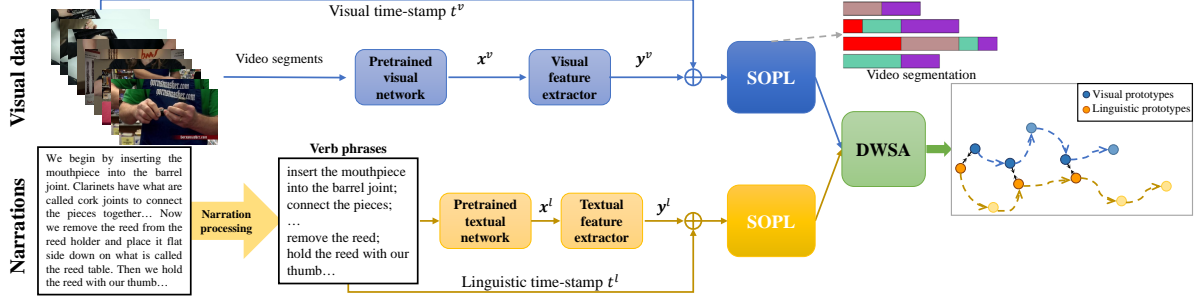 Visual time-stamp t^v
Visual data
Video segments
Pretrained
visual
network
x^v
Visual
feature
extractor
y^v
SOPL
Video segmentation
Visual prototypes
Linguistic prototypes
DWSA
Narrations
We begin by inserting the
mouthpiece into the barrel
joint. Clarinets have what are
called cork joints to connect
the pieces together… Now
we remove the reed from the
reed holder and place it flat
side down on what is called
the reed table. Then we hold
the reed with our thumb…
Narration
processing
Verb phrases
insert the mouthpiece
into the barrel joint;
connect the pieces;
…
remove the reed;
hold the reed with our
thumb…
Pretrained
textual
network
x^l
Textual
feature
extractor
y^l
SOPL
Linguistic time-stamp t^l